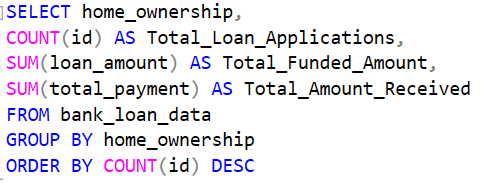 SELECT home_ownership,
COUNT(id) AS Total_Loan_Applications,
SUM(loan_amount) AS Total_Funded_Amount,
SUM(total_payment) AS Total_Amount_Received
FROM bank_loan_data
GROUP BY home_ownership
ORDER BY COUNT(id) DESC